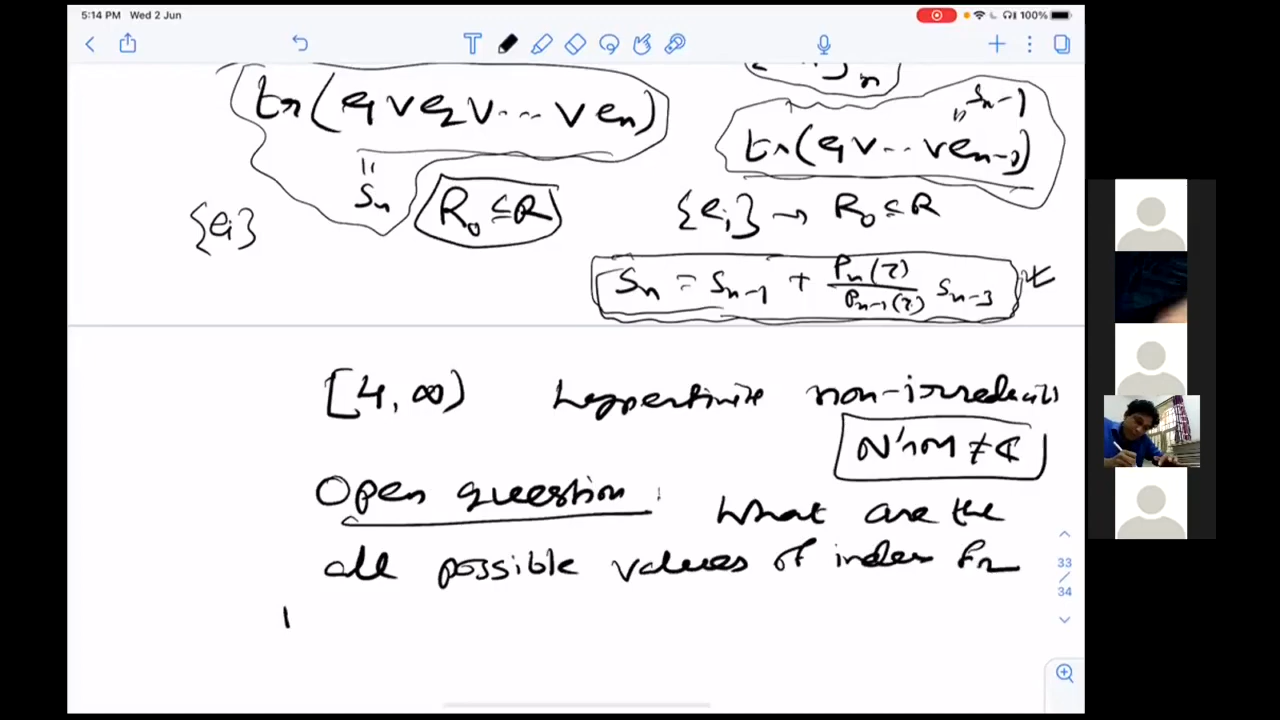 5:14 PM Wed 2 Jun
100%
tr(e1 ∨ e2 ∨ ... ∨ en)
= Sn
R0 ⊆ R
{ei}
Sn-1
tr(e1 ∨ ... ∨ en-1)
{ei} → R0 ⊆ R
Sn = Sn-1 + Pn(τ)/Pn-1(τ) Sn-3
[4, ∞) hyperfinite non-irreducible
N'∩M ≠ ℂ
Open question: What are the
all possible values of index for
33
/
34